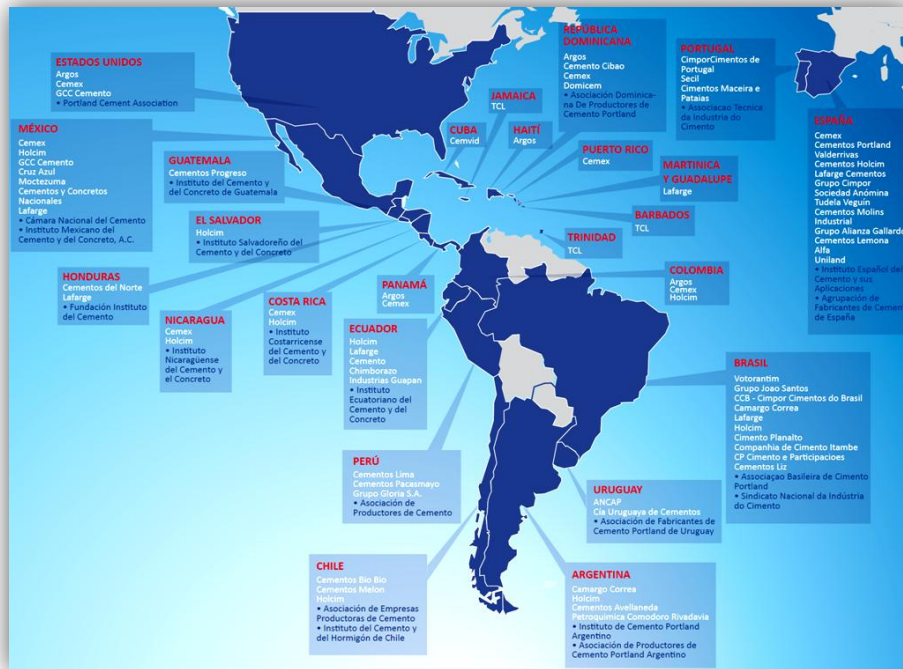 ESTADOS UNIDOS
Argos
Cemex
GCC Cemento
• Portland Cement Association
REPÚBLICA
DOMINICANA
Argos
Cemento Cibao
Cemex
Domicem
• Asociación Dominica-
na De Productores de
Cemento Portland
PORTUGAL
CimporCimentos de
Portugal
Secil
Cimentos Maceira e
Pataias
• Associacao Tecnica
da Industria do
Cimento
ESPAÑA
Cemex
Cementos Portland
Valderrivas
Cementos Holcim
Lafarge Cementos
Grupo Cimpor
Sociedad Anómina
Tudela Veguín
Cementos Molins
Industrial
Grupo Alianza Gallardo
Cementos Lemona
Alfa
Uniland
• Instituto Español del
Cemento y sus
Aplicaciones
• Agrupación de
Fabricantes de Cemen
de España
JAMAICA
TCL
CUBA
Cemvid
HAITÍ
Argos
PUERTO RICO
Cemex
MARTINICA
Y GUADALUPE
Lafarge
BARBADOS
TCL
TRINIDAD
TCL
MÉXICO
Cemex
Holcim
GCC Cemento
Cruz Azul
Moctezuma
Cementos y Concretos
Nacionales
Lafarge
• Cámara Nacional del Cemento
• Instituto Mexicano del
Cemento y del Concreto, A.C.
GUATEMALA
Cementos Progreso
• Instituto del Cemento y
del Concreto de Guatemala
EL SALVADOR
Holcim
• Instituto Salvadoreño del
Cemento y del Concreto
HONDURAS
Cementos del Norte
Lafarge
• Fundación Instituto
del Cemento
NICARAGUA
Cemex
Holcim
• Instituto
Nicaragüense
del Cemento y
el Concreto
COSTA RICA
Cemex
Holcim
• Instituto
Costarricense
del Cemento y
del Concreto
PANAMÁ
Argos
Cemex
COLOMBIA
Argos
Cemex
Holcim
ECUADOR
Holcim
Lafarge
Cemento
Chimborazo
Industrias Guapan
• Instituto
Ecuatoriano del
Cemento y del
Concreto
BRASIL
Votorantim
Grupo Joao Santos
CCB - Cimpor Cimentos do Brasil
Camargo Correa
Lafarge
Holcim
Cimento Planalto
Companhia de Cimento Itambe
CP Cimento e Participacioes
Cementos Liz
• Associaçao Basileira de Cimento
Portland
• Sindicato Nacional da Indústria
do Cimento
PERÚ
Cementos Lima
Cementos Pacasmayo
Grupo Gloria S.A.
• Asociación de
Productores de Cemento
URUGUAY
ANCAP
Cía Uruguaya de Cementos
• Asociación de Fabricantes de
Cemento Portland de Uruguay
CHILE
Cementos Bio Bio
Cementos Melon
Holcim
• Asociación de Empresas
Productoras de Cemento
• Instituto del Cemento y
del Hormigón de Chile
ARGENTINA
Camargo Correa
Holcim
Cementos Avellaneda
Petroquimica Comodoro Rivadavia
• Instituto de Cemento Portland
Argentino
• Asociación de Productores de
Cemento Portland Argentino